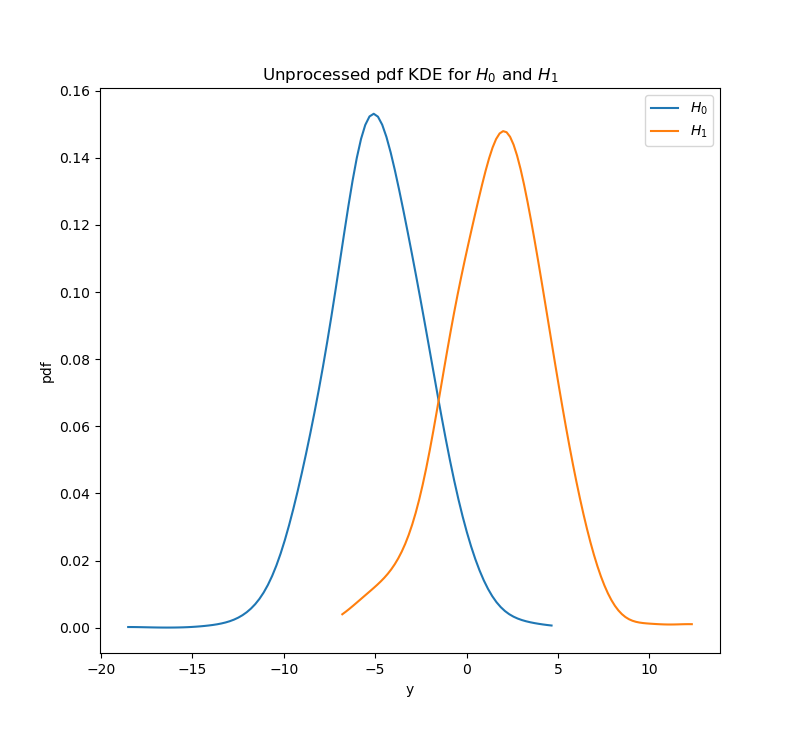 Unprocessed pdf KDE for H₀ and H₁
H₀
H₁
0.16
0.14
0.12
0.10
0.08
0.06
0.04
0.02
0.00
pdf
−20 −15 −10 −5 0 5 10
y